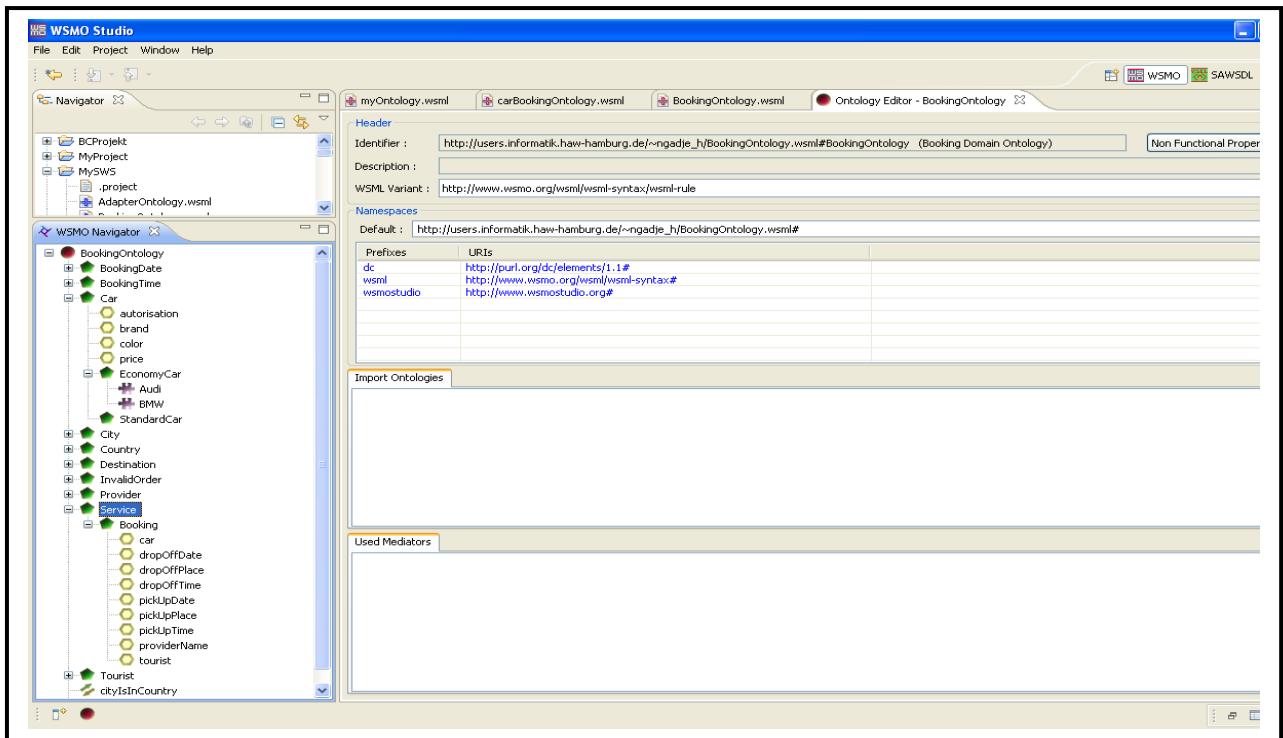 WSMO Studio
File Edit Project Window Help
WSMO SAWSDL
Navigator
BCProjekt
MyProject
MySWS
.project
AdapterOntology.wsml
WSMO Navigator
BookingOntology
BookingDate
BookingTime
Car
autorisation
brand
color
price
EconomyCar
Audi
BMW
StandardCar
City
Country
Destination
InvalidOrder
Provider
Service
Booking
car
dropOffDate
dropOffPlace
dropOffTime
pickUpDate
pickUpPlace
pickUpTime
providerName
tourist
Tourist
cityIsInCountry
myOntology.wsml carBookingOntology.wsml BookingOntology.wsml Ontology Editor - BookingOntology
Header
Identifier : http://users.informatik.haw-hamburg.de/~ngadje_h/BookingOntology.wsml#BookingOntology (Booking Domain Ontology) Non Functional Proper
Description :
WSML Variant : http://www.wsmo.org/wsml/wsml-syntax/wsml-rule
Namespaces
Default : http://users.informatik.haw-hamburg.de/~ngadje_h/BookingOntology.wsml#
Prefixes URIs
dc http://purl.org/dc/elements/1.1#
wsml http://www.wsmo.org/wsml/wsml-syntax#
wsmostudio http://www.wsmostudio.org#
Import Ontologies
Used Mediators